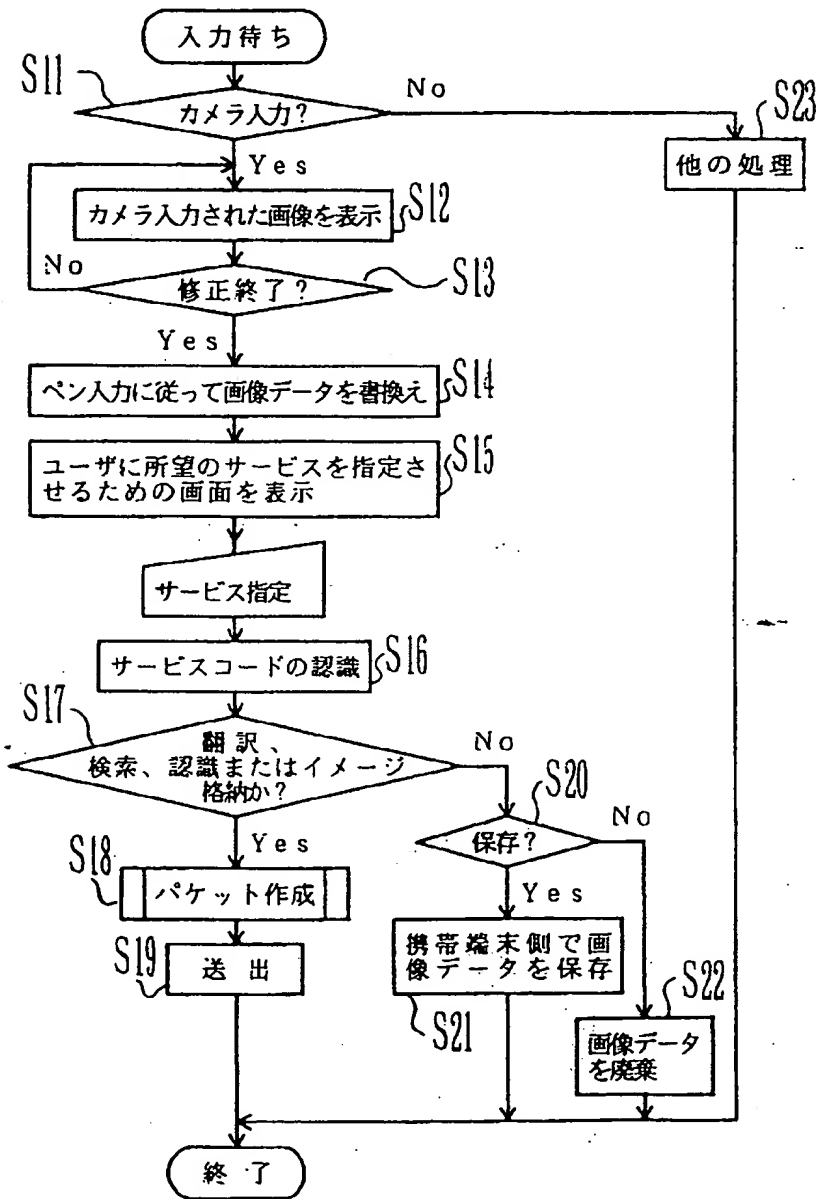 入力待ち
S11
カメラ入力?
No
S23
他の処理
Yes
カメラ入力された画像を表示
S12
No
修正終了?
S13
Yes
ペン入力に従って画像データを書換え
S14
ユーザに所望のサービスを指定さ
せるための画面を表示
S15
サービス指定
サービスコードの認識
S16
S17
翻訳、
検索、認識またはイメージ
格納か?
No
S20
保存?
No
Yes
S18
パケット作成
Yes
携帯端末側で画
像データを保存
S19
送出
S21
S22
画像データ
を廃棄
終了